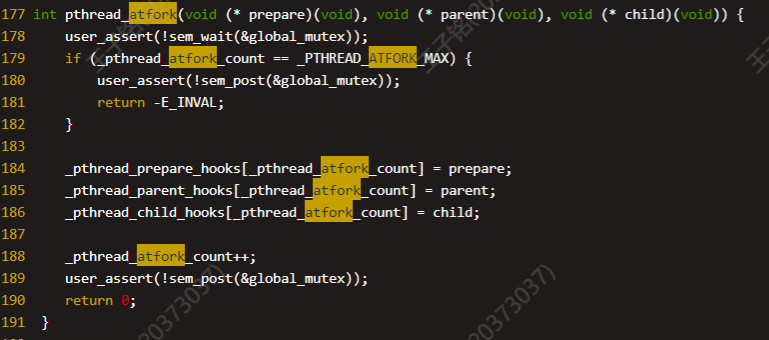 177 int pthread_atfork(void (* prepare)(void), void (* parent)(void), void (* child)(void)) {
178     user_assert(!sem_wait(&global_mutex));
179     if (_pthread_atfork_count == _PTHREAD_ATFORK_MAX) {
180         user_assert(!sem_post(&global_mutex));
181         return -E_INVAL;
182     }
183
184     _pthread_prepare_hooks[_pthread_atfork_count] = prepare;
185     _pthread_parent_hooks[_pthread_atfork_count] = parent;
186     _pthread_child_hooks[_pthread_atfork_count] = child;
187
188     _pthread_atfork_count++;
189     user_assert(!sem_post(&global_mutex));
190     return 0;
191 }
20373037)
20373037)